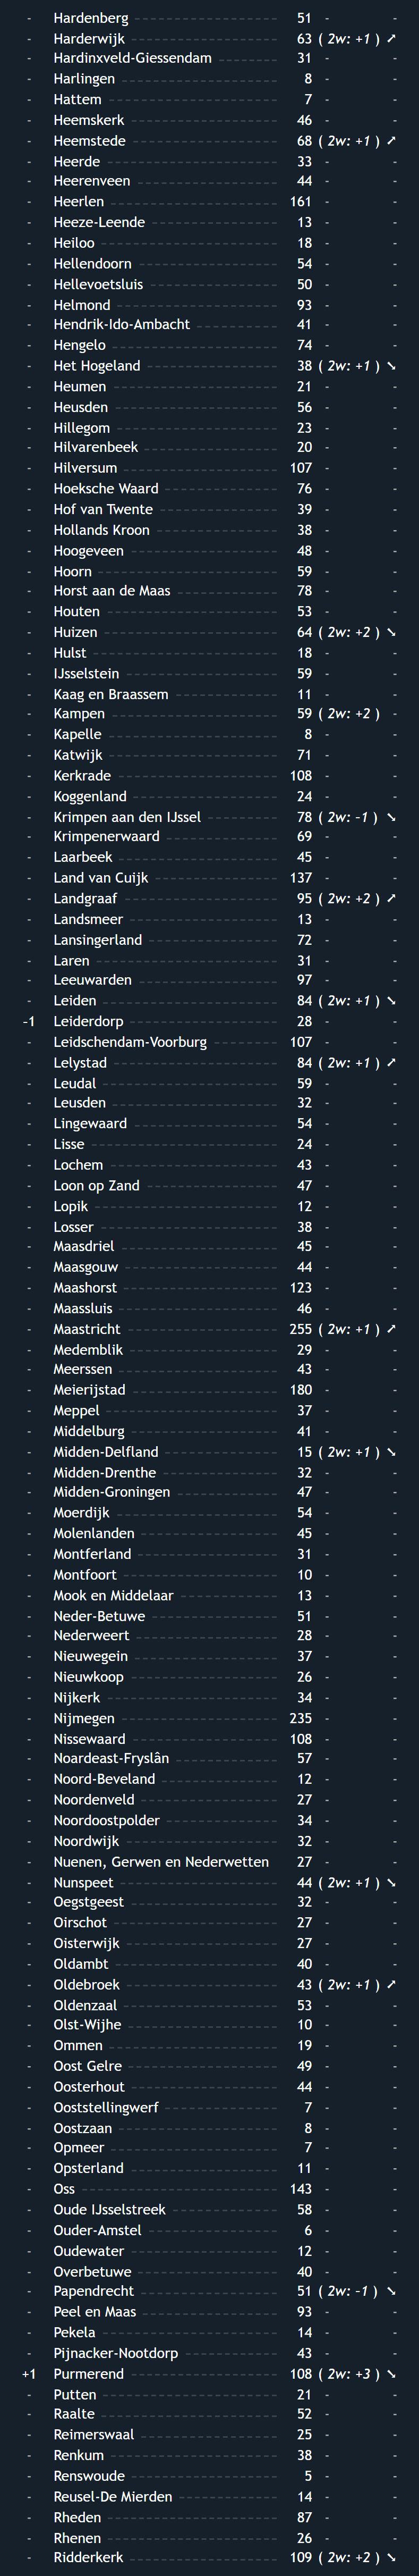 - Hardenberg 51 - -
- Harderwijk 63 ( 2w: +1 ) ↗
- Hardinxveld-Giessendam 31 - -
- Harlingen 8 - -
- Hattem 7 - -
- Heemskerk 46 - -
- Heemstede 68 ( 2w: +1 ) ↗
- Heerde 33 - -
- Heerenveen 44 - -
- Heerlen 161 - -
- Heeze-Leende 13 - -
- Heiloo 18 - -
- Hellendoorn 54 - -
- Hellevoetsluis 50 - -
- Helmond 93 - -
- Hendrik-Ido-Ambacht 41 - -
- Hengelo 74 - -
- Het Hogeland 38 ( 2w: +1 ) ↘
- Heumen 21 - -
- Heusden 56 - -
- Hillegom 23 - -
- Hilvarenbeek 20 - -
- Hilversum 107 - -
- Hoeksche Waard 76 - -
- Hof van Twente 39 - -
- Hollands Kroon 38 - -
- Hoogeveen 48 - -
- Hoorn 59 - -
- Horst aan de Maas 78 - -
- Houten 53 - -
- Huizen 64 ( 2w: +2 ) ↘
- Hulst 18 - -
- IJsselstein 59 - -
- Kaag en Braassem 11 - -
- Kampen 59 ( 2w: +2 ) -
- Kapelle 8 - -
- Katwijk 71 - -
- Kerkrade 108 - -
- Koggenland 24 - -
- Krimpen aan den IJssel 78 ( 2w: -1 ) ↘
- Krimpenerwaard 69 - -
- Laarbeek 45 - -
- Land van Cuijk 137 - -
- Landgraaf 95 ( 2w: +2 ) ↗
- Landsmeer 13 - -
- Lansingerland 72 - -
- Laren 31 - -
- Leeuwarden 97 - -
- Leiden 84 ( 2w: +1 ) ↘
-1 Leiderdorp 28 - -
- Leidschendam-Voorburg 107 - -
- Lelystad 84 ( 2w: +1 ) ↗
- Leudal 59 - -
- Leusden 32 - -
- Lingewaard 54 - -
- Lisse 24 - -
- Lochem 43 - -
- Loon op Zand 47 - -
- Lopik 12 - -
- Losser 38 - -
- Maasdriel 45 - -
- Maasgouw 44 - -
- Maashorst 123 - -
- Maassluis 46 - -
- Maastricht 255 ( 2w: +1 ) ↗
- Medemblik 29 - -
- Meerssen 43 - -
- Meierijstad 180 - -
- Meppel 37 - -
- Middelburg 41 - -
- Midden-Delfland 15 ( 2w: +1 ) ↘
- Midden-Drenthe 32 - -
- Midden-Groningen 47 - -
- Moerdijk 54 - -
- Molenlanden 45 - -
- Montferland 31 - -
- Montfoort 10 - -
- Mook en Middelaar 13 - -
- Neder-Betuwe 51 - -
- Nederweert 28 - -
- Nieuwegein 37 - -
- Nieuwkoop 26 - -
- Nijkerk 34 - -
- Nijmegen 235 - -
- Nissewaard 108 - -
- Noardeast-Fryslân 57 - -
- Noord-Beveland 12 - -
- Noordenveld 27 - -
- Noordoostpolder 34 - -
- Noordwijk 32 - -
- Nuenen, Gerwen en Nederwetten 27 - -
- Nunspeet 44 ( 2w: +1 ) ↘
- Oegstgeest 32 - -
- Oirschot 27 - -
- Oisterwijk 27 - -
- Oldambt 40 - -
- Oldebroek 43 ( 2w: +1 ) ↗
- Oldenzaal 53 - -
- Olst-Wijhe 10 - -
- Ommen 19 - -
- Oost Gelre 49 - -
- Oosterhout 44 - -
- Ooststellingwerf 7 - -
- Oostzaan 8 - -
- Opmeer 7 - -
- Opsterland 11 - -
- Oss 143 - -
- Oude IJsselstreek 58 - -
- Ouder-Amstel 6 - -
- Oudewater 12 - -
- Overbetuwe 40 - -
- Papendrecht 51 ( 2w: -1 ) ↘
- Peel en Maas 93 - -
- Pekela 14 - -
- Pijnacker-Nootdorp 43 - -
+1 Purmerend 108 ( 2w: +3 ) ↘
- Putten 21 - -
- Raalte 52 - -
- Reimerswaal 25 - -
- Renkum 38 - -
- Renswoude 5 - -
- Reusel-De Mierden 14 - -
- Rheden 87 - -
- Rhenen 26 - -
- Ridderkerk 109 ( 2w: +2 ) ↘